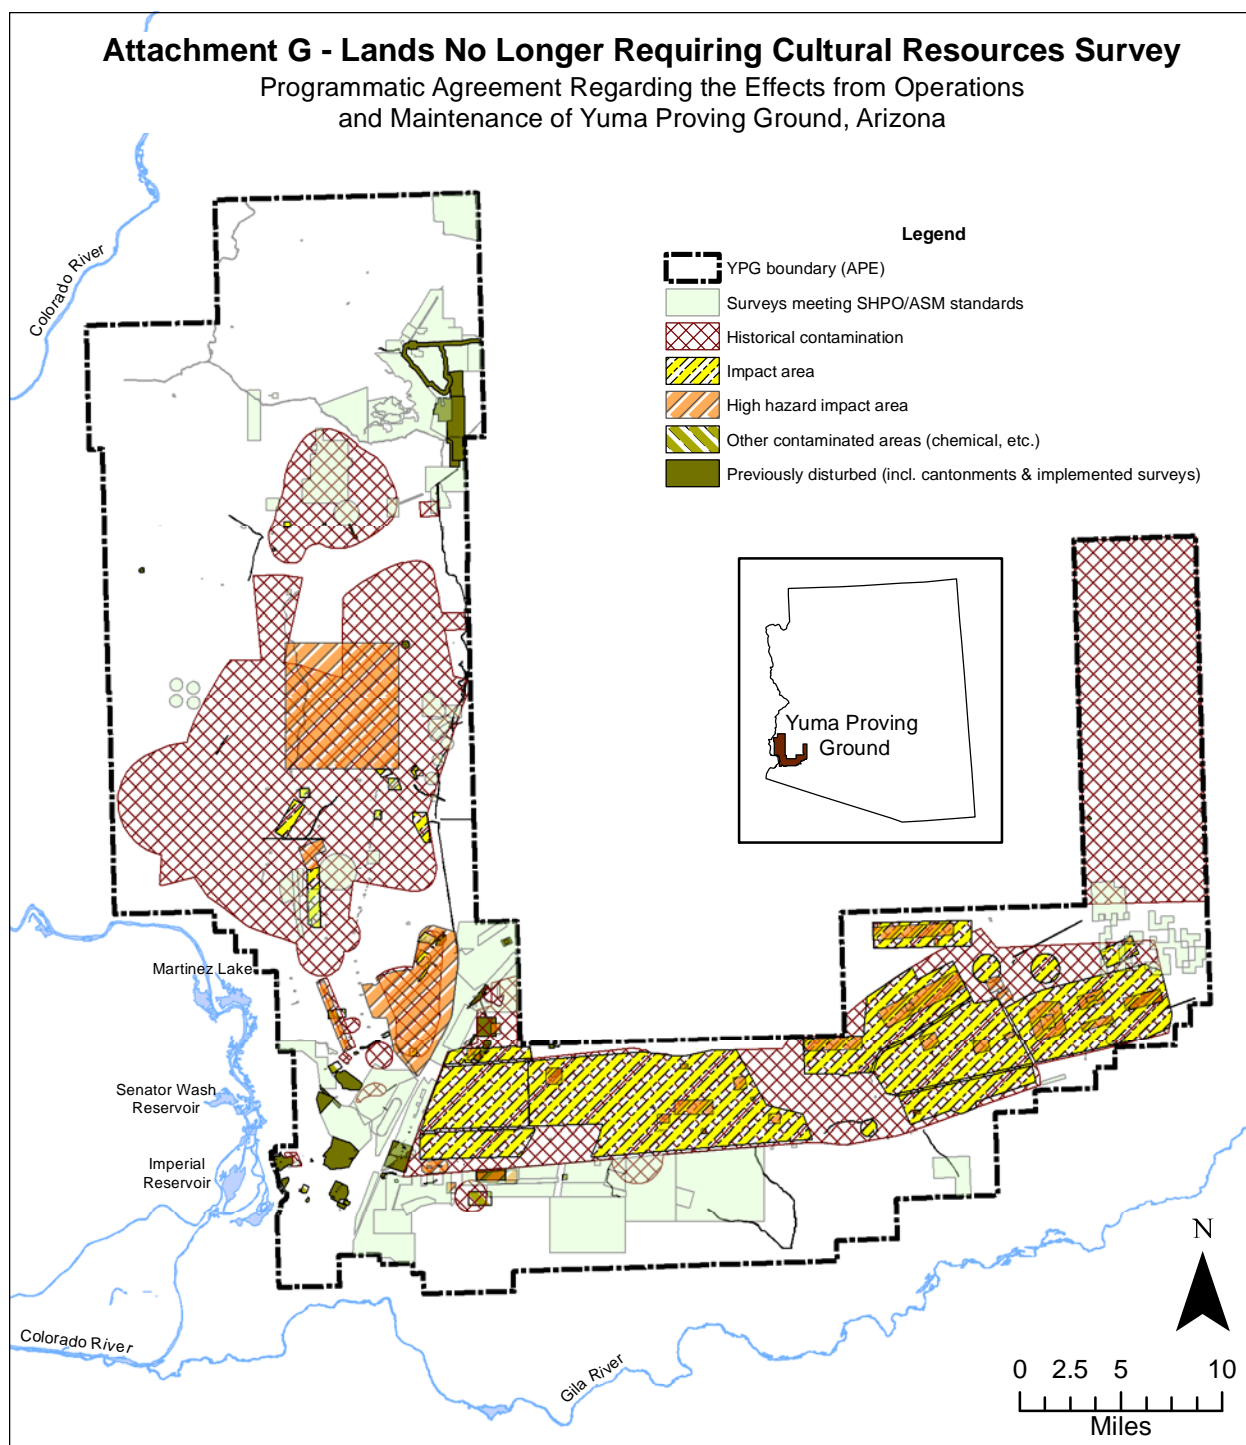 Attachment G - Lands No Longer Requiring Cultural Resources Survey
Programmatic Agreement Regarding the Effects from Operations
and Maintenance of Yuma Proving Ground, Arizona
Colorado River
Legend
YPG boundary (APE)
Surveys meeting SHPO/ASM standards
Historical contamination
Impact area
High hazard impact area
Other contaminated areas (chemical, etc.)
Previously disturbed (incl. cantonments & implemented surveys)
Yuma Proving
Ground
Martinez Lake
Senator Wash
Reservoir
Imperial
Reservoir
Colorado River
Gila River
N
0 2.5 5 10
Miles